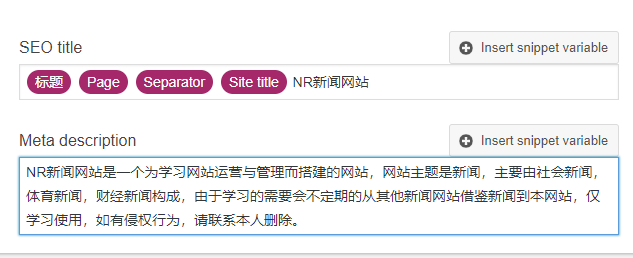 SEO title
Insert snippet variable
标题 Page Separator Site title NR新闻网站
Meta description
Insert snippet variable
NR新闻网站是一个为学习网站运营与管理而搭建的网站，网站主题是新闻，主要由社会新闻，
体育新闻，财经新闻构成，由于学习的需要会不定期的从其他新闻网站借鉴新闻到本网站，仅
学习使用，如有侵权行为，请联系本人删除。